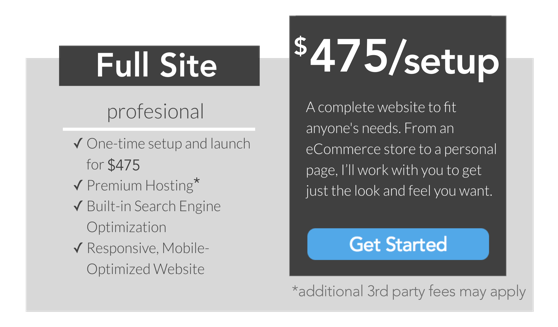 Full Site
profesional
✓ One-time setup and launch
for $475
✓ Premium Hosting*
✓ Built-in Search Engine
Optimization
✓ Responsive, Mobile-
Optimized Website
$475/setup
A complete website to fit
anyone's needs. From an
eCommerce store to a personal
page, I'll work with you to get
just the look and feel you want.
Get Started
*additional 3rd party fees may apply